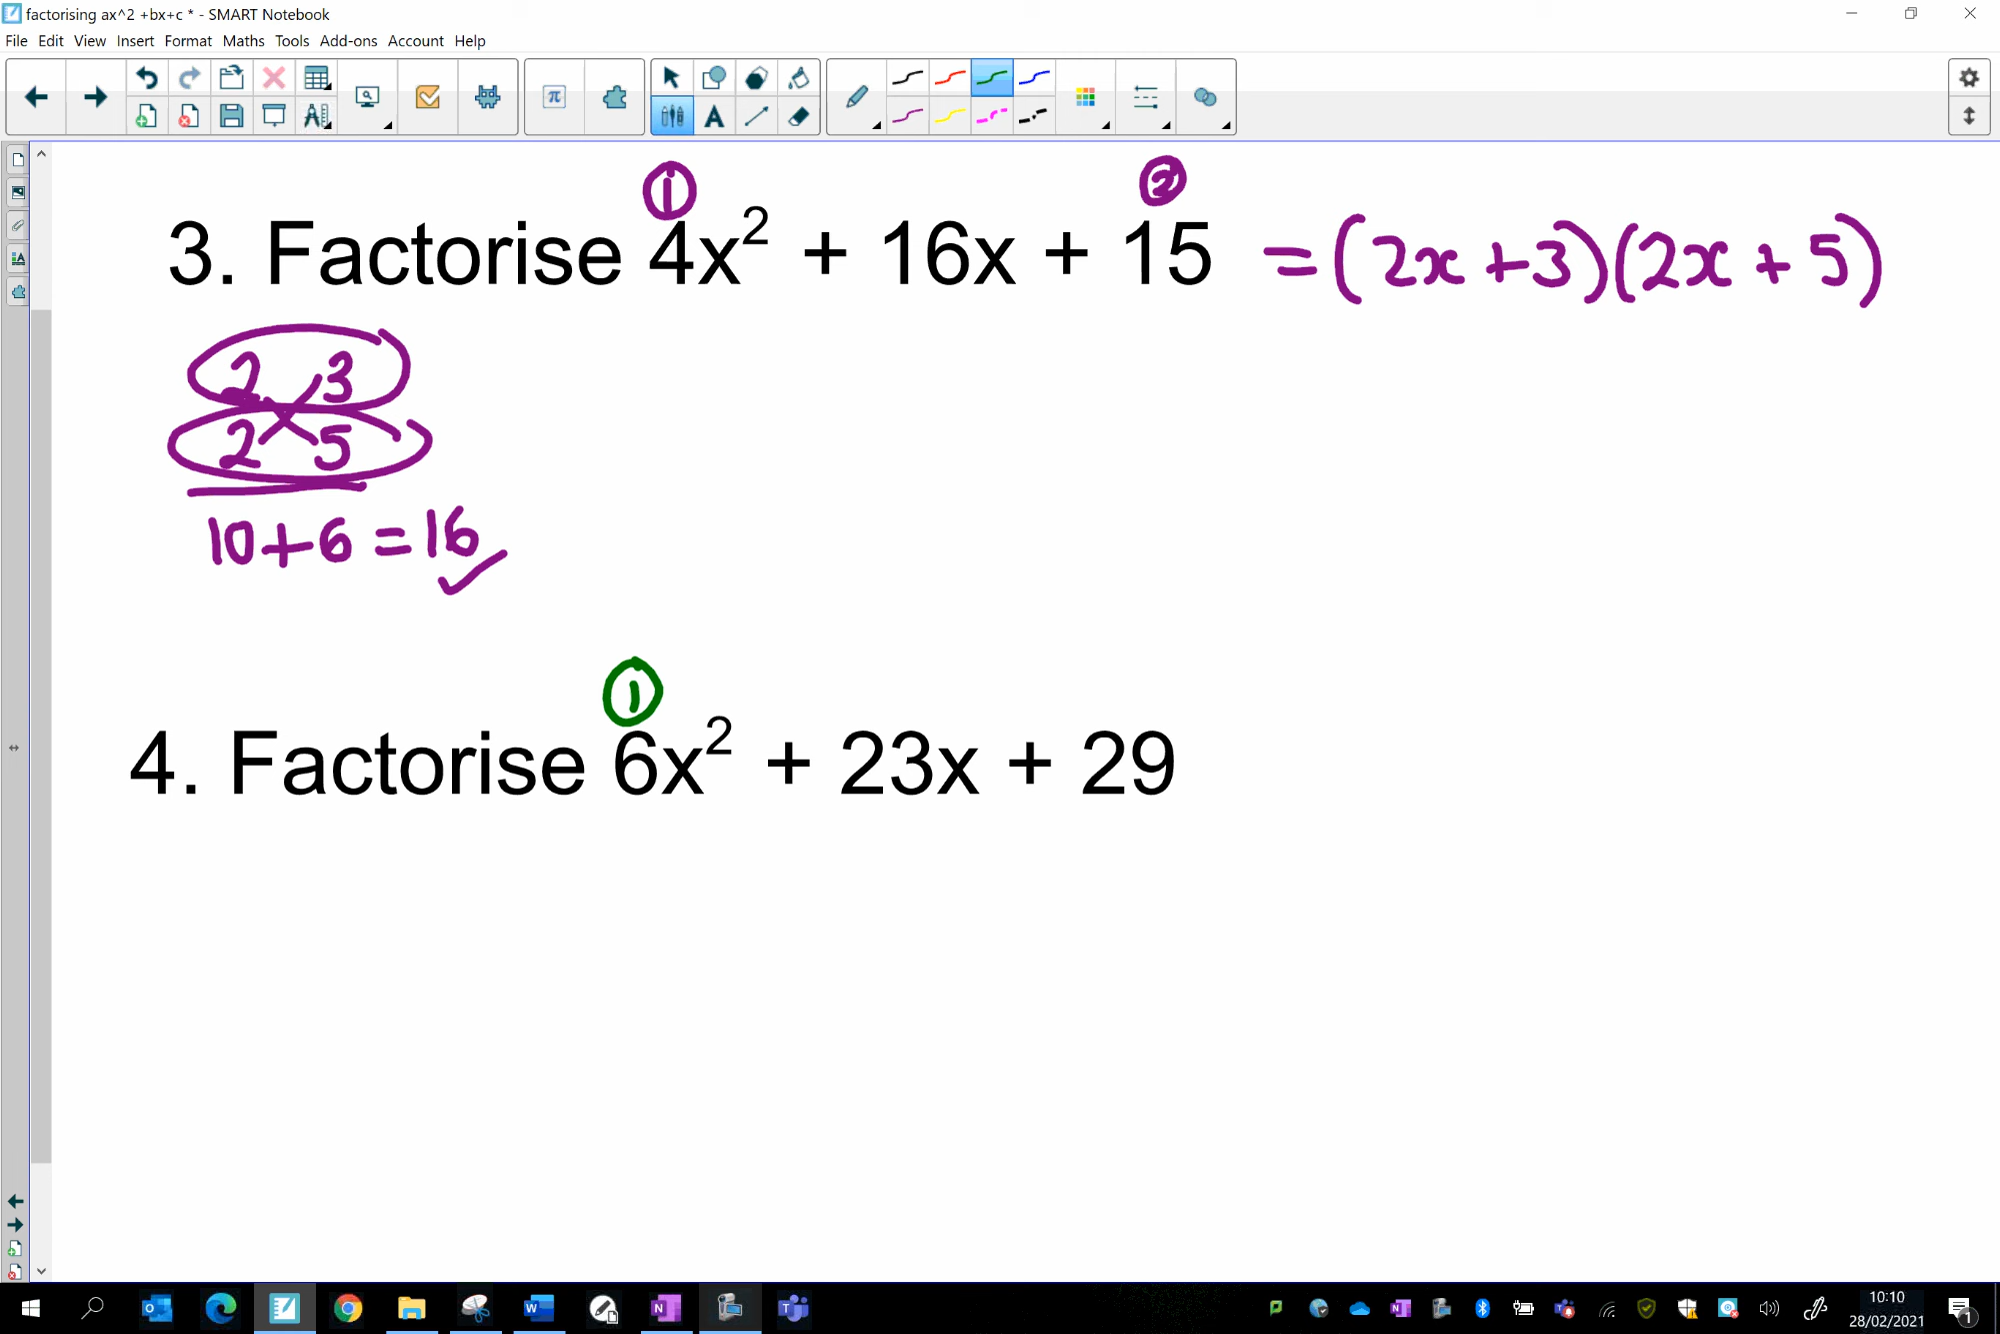 factorising ax^2 +bx+c * - SMART Notebook
File Edit View Insert Format Maths Tools Add-ons Account Help
π
A
① ②
3. Factorise 4x² + 16x + 15 = (2x + 3)(2x + 5)
2 3
2 5
10+6 = 16
①
4. Factorise 6x² + 23x + 29
10:10
28/02/2021
1